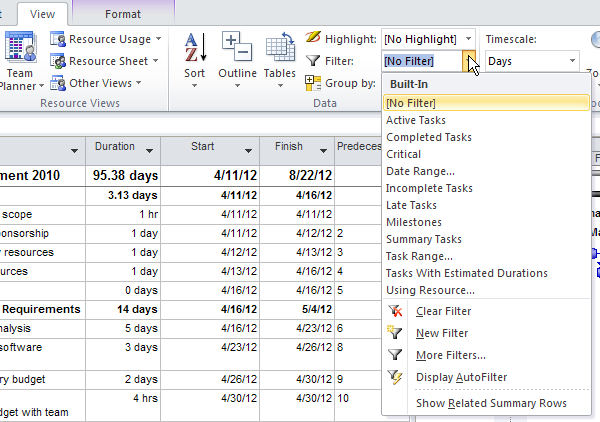 View
Format
Team
Planner
Resource Usage
Resource Sheet
Other Views
Resource Views
Sort
Outline
Tables
Highlight: [No Highlight]
Filter: [No Filter]
Group by:
Data
Timescale:
Days
Built-In
[No Filter]
Active Tasks
Completed Tasks
Critical
Date Range...
Incomplete Tasks
Late Tasks
Milestones
Summary Tasks
Task Range...
Tasks With Estimated Durations
Using Resource...
Clear Filter
New Filter
More Filters...
Display AutoFilter
Show Related Summary Rows
Duration Start Finish Predeces
ment 2010 95.38 days 4/11/12 8/22/12
3.13 days 4/11/12 4/16/12
scope 1 hr 4/11/12 4/11/12
ponsorship 1 day 4/11/12 4/12/12 2
resources 1 day 4/12/12 4/13/12 3
ources 1 day 4/13/12 4/16/12 4
0 days 4/16/12 4/16/12 5
Requirements 14 days 4/16/12 5/4/12
nalysis 5 days 4/16/12 4/23/12 6
software 3 days 4/23/12 4/26/12 8
ry budget 2 days 4/26/12 4/30/12 9
dget with team 4 hrs 4/30/12 4/30/12 10